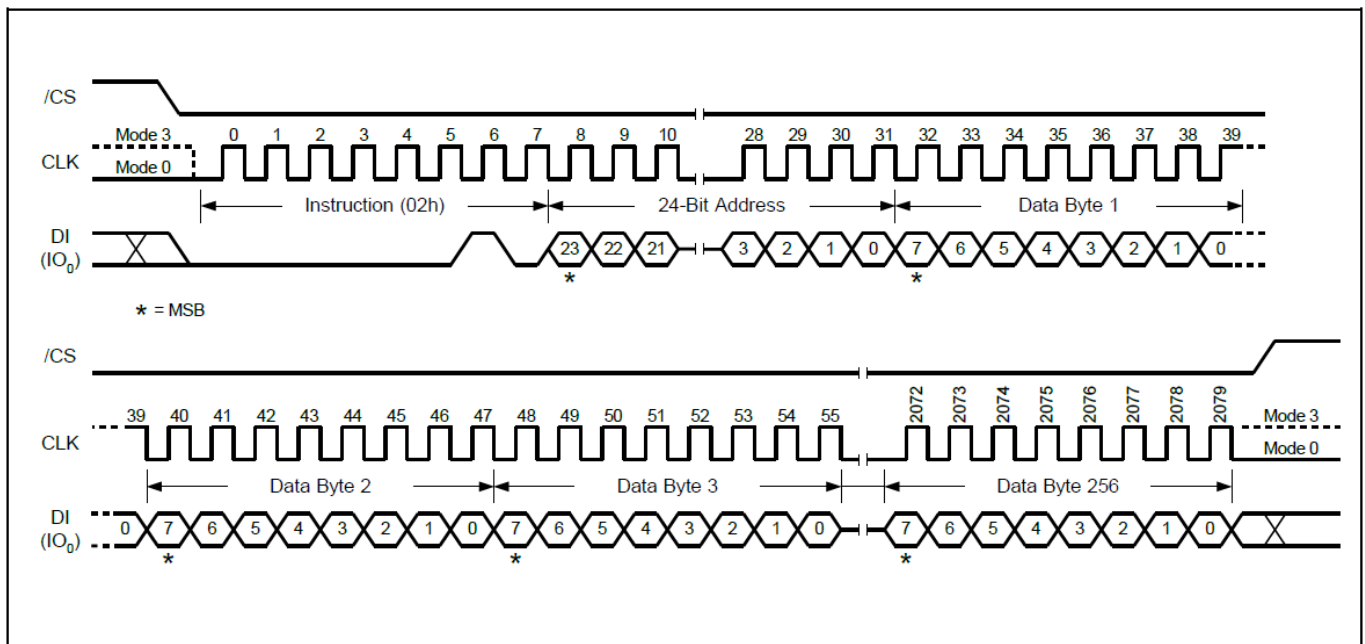 /CS
Mode 3 0 1 2 3 4 5 6 7 8 9 10 28 29 30 31 32 33 34 35 36 37 38 39
CLK Mode 0
Instruction (02h) 24-Bit Address Data Byte 1
DI
(IO0) 23 22 21 3 2 1 0 7 6 5 4 3 2 1 0
* *
* = MSB
/CS
39 40 41 42 43 44 45 46 47 48 49 50 51 52 53 54 55 2072 2073 2074 2075 2076 2077 2078 2079 Mode 3
CLK Mode 0
Data Byte 2 Data Byte 3 Data Byte 256
DI
(IO0) 0 7 6 5 4 3 2 1 0 7 6 5 4 3 2 1 0 7 6 5 4 3 2 1 0
* * *